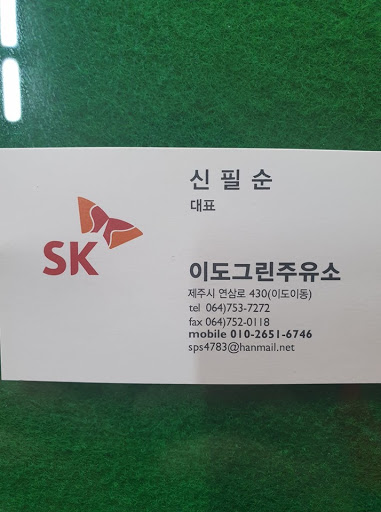 SK
신필순
대표
이도그린주유소
제주시 연삼로 430(이도이동)
tel 064)753-7272
fax 064)752-0118
mobile 010-2651-6746
sps4783@hanmail.net